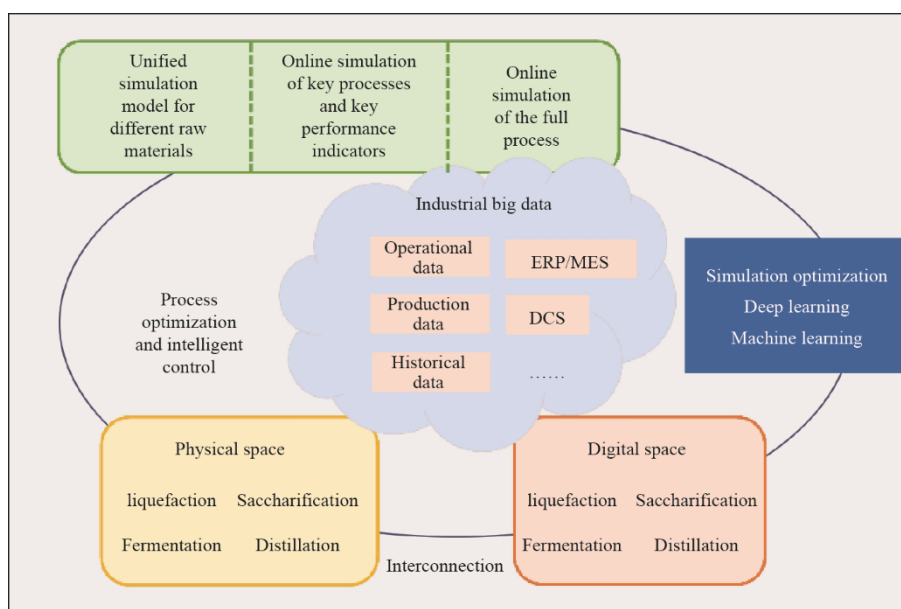 Unified
simulation
model for
different raw
materials
Online simulation
of key processes
and key
performance
indicators
Online
simulation
of the full
process
Industrial big data
Operational
data
ERP/MES
Production
data
DCS
Historical
data
......
Process
optimization
and intelligent
control
Simulation optimization
Deep learning
Machine learning
Physical space
liquefaction Saccharification
Fermentation Distillation
Interconnection
Digital space
liquefaction Saccharification
Fermentation Distillation